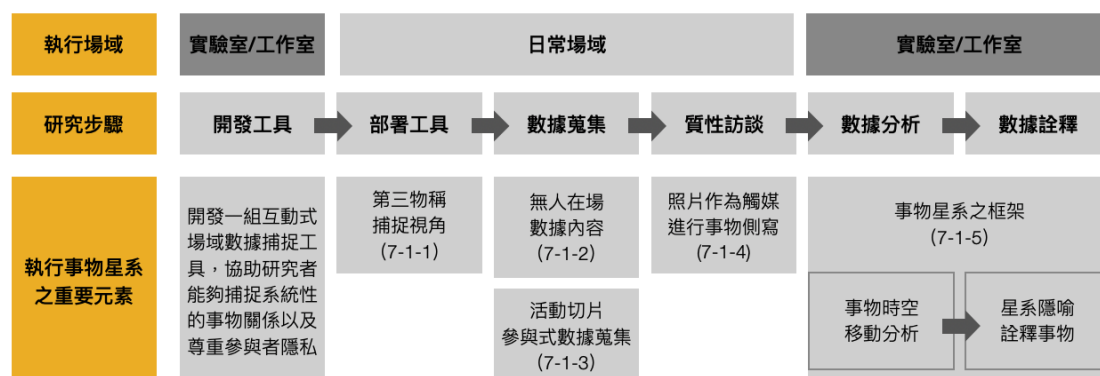 執行場域
實驗室/工作室
日常場域
實驗室/工作室
研究步驟
開發工具
部署工具
數據蒐集
質性訪談
數據分析
數據詮釋
執行事物星系
之重要元素
開發一組互動式
場域數據捕捉工
具，協助研究者
能夠捕捉系統性
的事物關係以及
尊重參與者隱私
第三物稱
捕捉視角
(7-1-1)
無人在場
數據內容
(7-1-2)
活動切片
參與式數據蒐集
(7-1-3)
照片作為觸媒
進行事物側寫
(7-1-4)
事物星系之框架
(7-1-5)
事物時空
移動分析
星系隱喻
詮釋事物